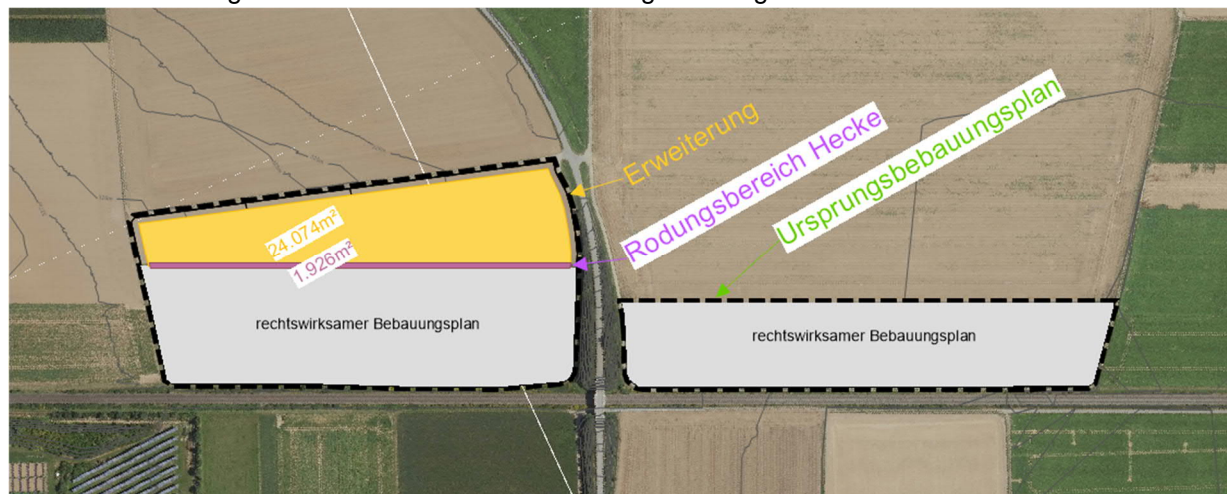 Erweiterung
Rodungsbereich Hecke
Ursprungsbebauungsplan
24.074m²
1.926m²
rechtswirksamer Bebauungsplan
rechtswirksamer Bebauungsplan